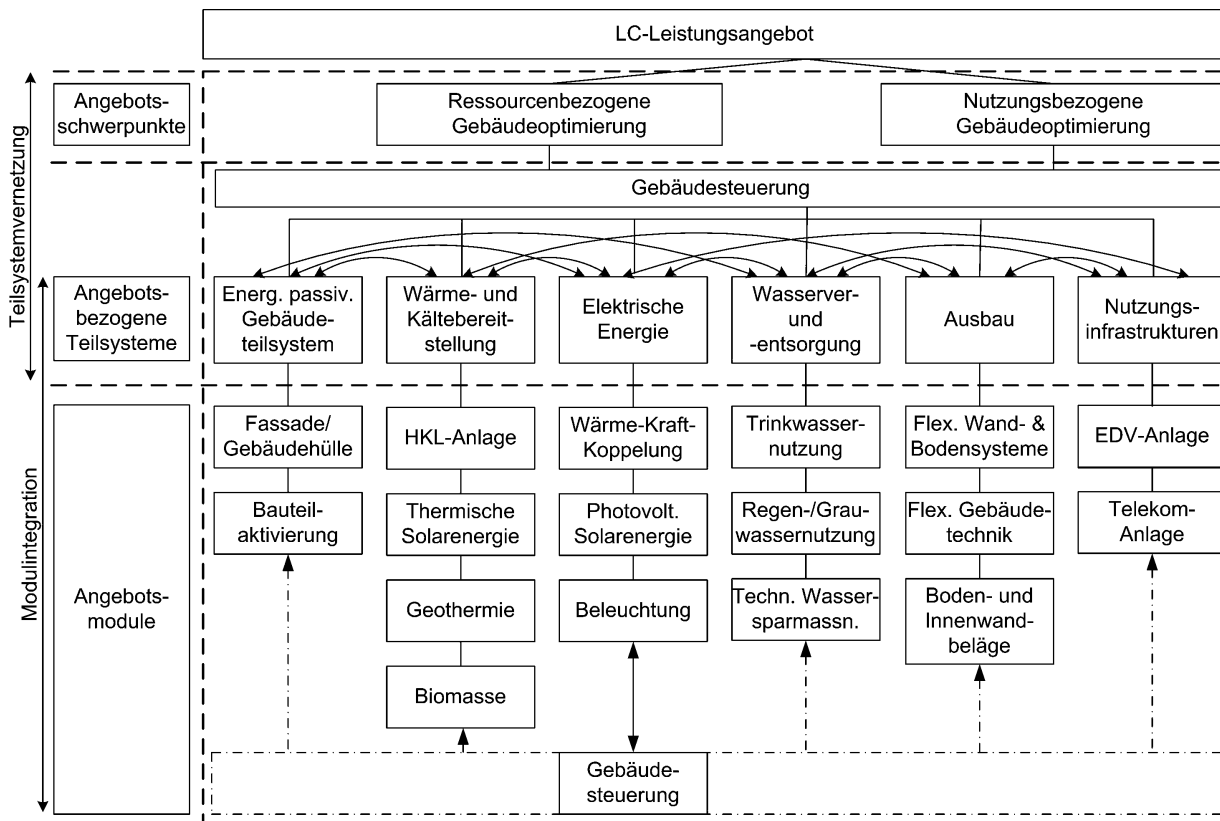 LC-Leistungsangebot
Teilsystemvernetzung
Angebots-
schwerpunkte
Ressourcenbezogene
Gebäudeoptimierung
Nutzungsbezogene
Gebäudeoptimierung
Gebäudesteuerung
Angebots-
bezogene
Teilsysteme
Energ. passiv.
Gebäude-
teilsystem
Wärme- und
Kältebereit-
stellung
Elektrische
Energie
Wasserver-
und
-entsorgung
Ausbau
Nutzungs-
infrastrukturen
Modulintegration
Angebots-
module
Fassade/
Gebäudehülle
HKL-Anlage
Wärme-Kraft-
Koppelung
Trinkwasser-
nutzung
Flex. Wand- &
Bodensysteme
EDV-Anlage
Bauteil-
aktivierung
Thermische
Solarenergie
Photovolt.
Solarenergie
Regen-/Grau-
wassernutzung
Flex. Gebäude-
technik
Telekom-
Anlage
Geothermie
Beleuchtung
Techn. Wasser-
sparmassn.
Boden- und
Innenwand-
beläge
Biomasse
Gebäude-
steuerung